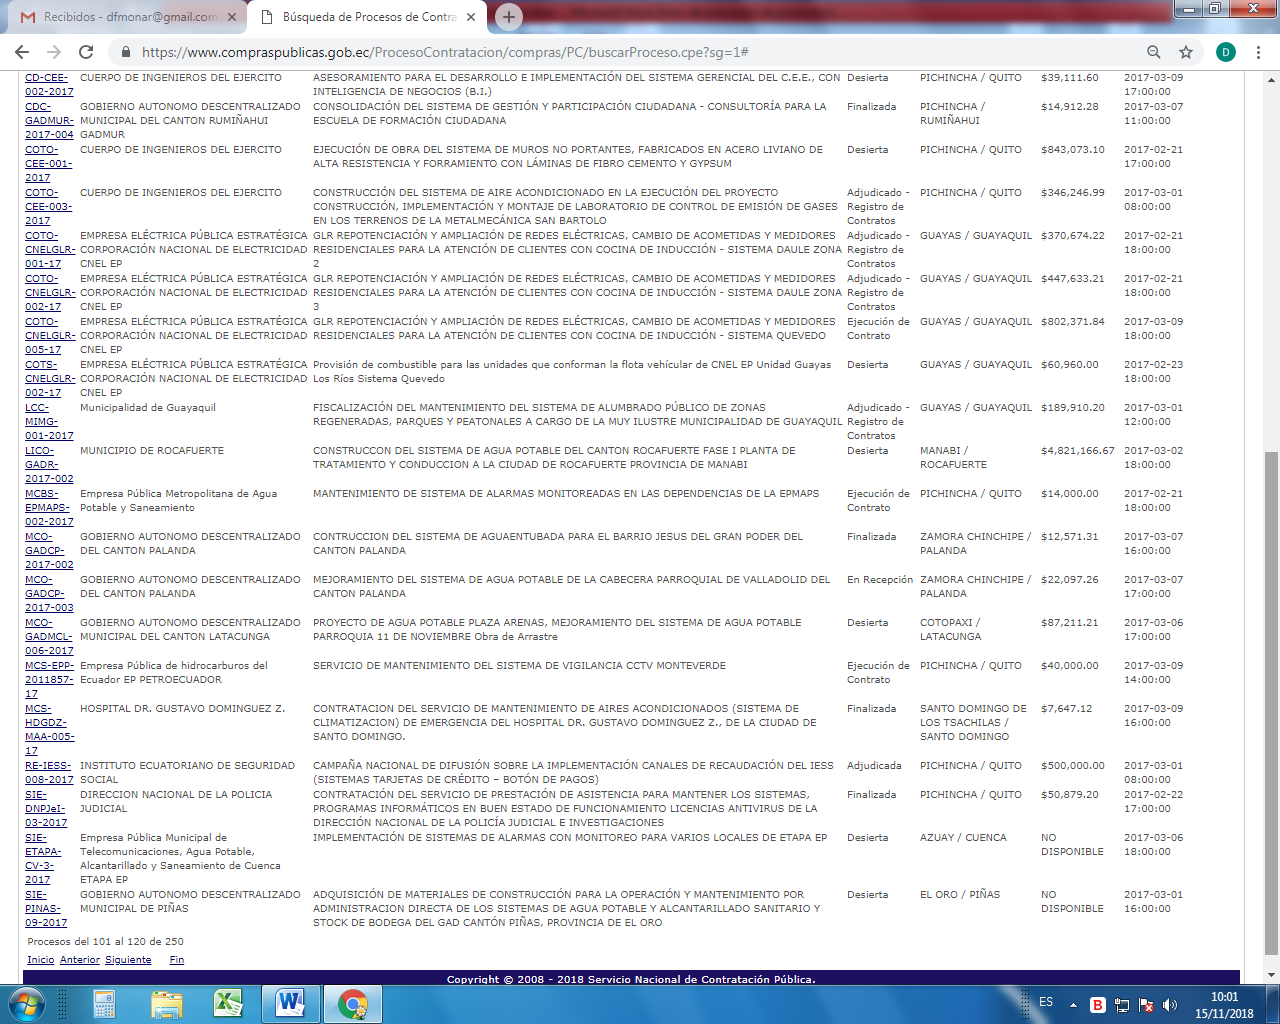 Recibidos - dfmonar@gmail.com
Búsqueda de Procesos de Contra
https://www.compraspublicas.gob.ec/ProcesoContratacion/compras/PC/buscarProceso.cpe?sg=1#
D
CD-CEE- CUERPO DE INGENIEROS DEL EJERCITO ASESORAMIENTO PARA EL DESARROLLO E IMPLEMENTACIÓN DEL SISTEMA GERENCIAL DEL C.E.E., CON Desierta PICHINCHA / QUITO $39,111.60 2017-03-09
002-2017 INTELIGENCIA DE NEGOCIOS (B.I.) 17:00:00
CDC- GOBIERNO AUTONOMO DESCENTRALIZADO CONSOLIDACIÓN DEL SISTEMA DE GESTIÓN Y PARTICIPACIÓN CIUDADANA - CONSULTORÍA PARA LA Finalizada PICHINCHA / $14,912.28 2017-03-07
GADMUR- MUNICIPAL DEL CANTON RUMIÑAHUI ESCUELA DE FORMACIÓN CIUDADANA RUMIÑAHUI 11:00:00
2017-004 GADMUR
COTO- CUERPO DE INGENIEROS DEL EJERCITO EJECUCIÓN DE OBRA DEL SISTEMA DE MUROS NO PORTANTES, FABRICADOS EN ACERO LIVIANO DE Desierta PICHINCHA / QUITO $843,073.10 2017-02-21
CEE-001- ALTA RESISTENCIA Y FORRAMIENTO CON LÁMINAS DE FIBRO CEMENTO Y GYPSUM 17:00:00
2017
COTO- CUERPO DE INGENIEROS DEL EJERCITO CONSTRUCCIÓN DEL SISTEMA DE AIRE ACONDICIONADO EN LA EJECUCIÓN DEL PROYECTO Adjudicado - PICHINCHA / QUITO $346,246.99 2017-03-01
CEE-003- CONSTRUCCIÓN, IMPLEMENTACIÓN Y MONTAJE DE LABORATORIO DE CONTROL DE EMISIÓN DE GASES Registro de 08:00:00
2017 EN LOS TERRENOS DE LA METALMECÁNICA SAN BARTOLO Contratos
COTO- EMPRESA ELÉCTRICA PÚBLICA ESTRATÉGICA GLR REPOTENCIACIÓN Y AMPLIACIÓN DE REDES ELÉCTRICAS, CAMBIO DE ACOMETIDAS Y MEDIDORES Adjudicado - GUAYAS / GUAYAQUIL $370,674.22 2017-02-21
CNELGLR- CORPORACIÓN NACIONAL DE ELECTRICIDAD RESIDENCIALES PARA LA ATENCIÓN DE CLIENTES CON COCINA DE INDUCCIÓN - SISTEMA DAULE ZONA Registro de 18:00:00
001-17 CNEL EP 2 Contratos
COTO- EMPRESA ELÉCTRICA PÚBLICA ESTRATÉGICA GLR REPOTENCIACIÓN Y AMPLIACIÓN DE REDES ELÉCTRICAS, CAMBIO DE ACOMETIDAS Y MEDIDORES Adjudicado - GUAYAS / GUAYAQUIL $447,633.21 2017-02-21
CNELGLR- CORPORACIÓN NACIONAL DE ELECTRICIDAD RESIDENCIALES PARA LA ATENCIÓN DE CLIENTES CON COCINA DE INDUCCIÓN - SISTEMA DAULE ZONA Registro de 18:00:00
002-17 CNEL EP 3 Contratos
COTO- EMPRESA ELÉCTRICA PÚBLICA ESTRATÉGICA GLR REPOTENCIACIÓN Y AMPLIACIÓN DE REDES ELÉCTRICAS, CAMBIO DE ACOMETIDAS Y MEDIDORES Ejecución de GUAYAS / GUAYAQUIL $802,371.84 2017-03-09
CNELGLR- CORPORACIÓN NACIONAL DE ELECTRICIDAD RESIDENCIALES PARA LA ATENCIÓN DE CLIENTES CON COCINA DE INDUCCIÓN - SISTEMA QUEVEDO Contrato 18:00:00
005-17 CNEL EP
COTS- EMPRESA ELÉCTRICA PÚBLICA ESTRATÉGICA Provisión de combustible para las unidades que conforman la flota vehícular de CNEL EP Unidad Guayas Desierta GUAYAS / GUAYAQUIL $60,960.00 2017-02-23
CNELGLR- CORPORACIÓN NACIONAL DE ELECTRICIDAD Los Ríos Sistema Quevedo 18:00:00
002-17 CNEL EP
LCC- Municipalidad de Guayaquil FISCALIZACIÓN DEL MANTENIMIENTO DEL SISTEMA DE ALUMBRADO PÚBLICO DE ZONAS Adjudicado - GUAYAS / GUAYAQUIL $189,910.20 2017-03-01
MIMG- REGENERADAS, PARQUES Y PEATONALES A CARGO DE LA MUY ILUSTRE MUNICIPALIDAD DE GUAYAQUIL Registro de 12:00:00
001-2017 Contratos
LICO- MUNICIPIO DE ROCAFUERTE CONSTRUCCON DEL SISTEMA DE AGUA POTABLE DEL CANTON ROCAFUERTE FASE I PLANTA DE Desierta MANABI / $4,821,166.67 2017-03-02
GADR- TRATAMIENTO Y CONDUCCION A LA CIUDAD DE ROCAFUERTE PROVINCIA DE MANABI ROCAFUERTE 18:00:00
2017-002
MCBS- Empresa Pública Metropolitana de Agua MANTENIMIENTO DE SISTEMA DE ALARMAS MONITOREADAS EN LAS DEPENDENCIAS DE LA EPMAPS Ejecución de PICHINCHA / QUITO $14,000.00 2017-02-21
EPMAPS- Potable y Saneamiento Contrato 18:00:00
002-2017
MCO- GOBIERNO AUTONOMO DESCENTRALIZADO CONTRUCCION DEL SISTEMA DE AGUAENTUBADA PARA EL BARRIO JESUS DEL GRAN PODER DEL Finalizada ZAMORA CHINCHIPE / $12,571.31 2017-03-07
GADCP- DEL CANTON PALANDA CANTON PALANDA PALANDA 16:00:00
2017-002
MCO- GOBIERNO AUTONOMO DESCENTRALIZADO MEJORAMIENTO DEL SISTEMA DE AGUA POTABLE DE LA CABECERA PARROQUIAL DE VALLADOLID DEL En Recepción ZAMORA CHINCHIPE / $22,097.26 2017-03-07
GADCP- DEL CANTON PALANDA CANTON PALANDA PALANDA 17:00:00
2017-003
MCO- GOBIERNO AUTONOMO DESCENTRALIZADO PROYECTO DE AGUA POTABLE PLAZA ARENAS, MEJORAMIENTO DEL SISTEMA DE AGUA POTABLE Desierta COTOPAXI / $87,211.21 2017-03-06
GADMCL- MUNICIPAL DEL CANTON LATACUNGA PARROQUIA 11 DE NOVIEMBRE Obra de Arrastre LATACUNGA 17:00:00
006-2017
MCS-EPP- Empresa Pública de hidrocarburos del SERVICIO DE MANTENIMIENTO DEL SISTEMA DE VIGILANCIA CCTV MONTEVERDE Ejecución de PICHINCHA / QUITO $40,000.00 2017-03-09
2011857- Ecuador EP PETROECUADOR Contrato 14:00:00
17
MCS- HOSPITAL DR. GUSTAVO DOMINGUEZ Z. CONTRATACION DEL SERVICIO DE MANTENIMIENTO DE AIRES ACONDICIONADOS (SISTEMA DE Finalizada SANTO DOMINGO DE $7,647.12 2017-03-09
HDGDZ- CLIMATIZACION) DE EMERGENCIA DEL HOSPITAL DR. GUSTAVO DOMINGUEZ Z., DE LA CIUDAD DE LOS TSACHILAS / 16:00:00
MAA-005- SANTO DOMINGO. SANTO DOMINGO
17
RE-IESS- INSTITUTO ECUATORIANO DE SEGURIDAD CAMPAÑA NACIONAL DE DIFUSIÓN SOBRE LA IMPLEMENTACIÓN CANALES DE RECAUDACIÓN DEL IESS Adjudicada PICHINCHA / QUITO $500,000.00 2017-03-01
008-2017 SOCIAL (SISTEMAS TARJETAS DE CRÉDITO – BOTÓN DE PAGOS) 08:00:00
SIE- DIRECCION NACIONAL DE LA POLICIA CONTRATACIÓN DEL SERVICIO DE PRESTACIÓN DE ASISTENCIA PARA MANTENER LOS SISTEMAS, Finalizada PICHINCHA / QUITO $50,879.20 2017-02-22
DNPJeI- JUDICIAL PROGRAMAS INFORMÁTICOS EN BUEN ESTADO DE FUNCIONAMIENTO LICENCIAS ANTIVIRUS DE LA 17:00:00
03-2017 DIRECCIÓN NACIONAL DE LA POLICÍA JUDICIAL E INVESTIGACIONES
SIE- Empresa Pública Municipal de IMPLEMENTACIÓN DE SISTEMAS DE ALARMAS CON MONITOREO PARA VARIOS LOCALES DE ETAPA EP Desierta AZUAY / CUENCA NO 2017-03-06
ETAPA- Telecomunicaciones, Agua Potable, DISPONIBLE 18:00:00
CV-3- Alcantarillado y Saneamiento de Cuenca
2017 ETAPA EP
SIE- GOBIERNO AUTONOMO DESCENTRALIZADO ADQUISICIÓN DE MATERIALES DE CONSTRUCCIÓN PARA LA OPERACIÓN Y MANTENIMIENTO POR Desierta EL ORO / PIÑAS NO 2017-03-01
PINAS- MUNICIPAL DE PIÑAS ADMINISTRACION DIRECTA DE LOS SISTEMAS DE AGUA POTABLE Y ALCANTARILLADO SANITARIO Y DISPONIBLE 16:00:00
09-2017 STOCK DE BODEGA DEL GAD CANTÓN PIÑAS, PROVINCIA DE EL ORO
Procesos del 101 al 120 de 250
Inicio Anterior Siguiente Fin
Copyright © 2008 - 2018 Servicio Nacional de Contratación Pública.
ES
B
10:01
15/11/2018